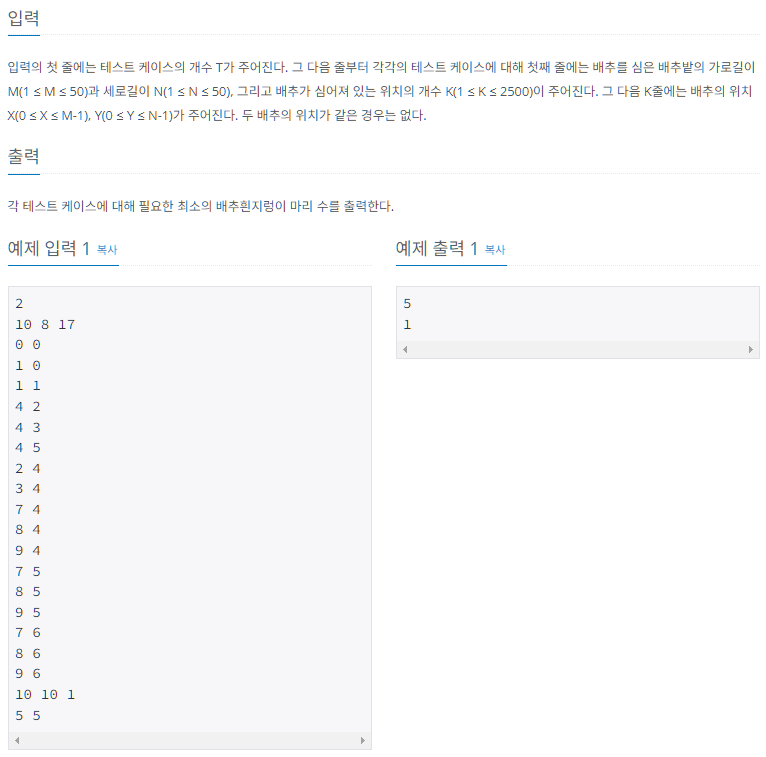 입력
입력의 첫 줄에는 테스트 케이스의 개수 T가 주어진다. 그 다음 줄부터 각각의 테스트 케이스에 대해 첫째 줄에는 배추를 심은 배추밭의 가로길이
M(1 ≤ M ≤ 50)과 세로길이 N(1 ≤ N ≤ 50), 그리고 배추가 심어져 있는 위치의 개수 K(1 ≤ K ≤ 2500)이 주어진다. 그 다음 K줄에는 배추의 위치
X(0 ≤ X ≤ M-1), Y(0 ≤ Y ≤ N-1)가 주어진다. 두 배추의 위치가 같은 경우는 없다.
출력
각 테스트 케이스에 대해 필요한 최소의 배추흰지렁이 마리 수를 출력한다.
예제 입력 1 복사
2
10 8 17
0 0
1 0
1 1
4 2
4 3
4 5
2 4
3 4
7 4
8 4
9 4
7 5
8 5
9 5
7 6
8 6
9 6
10 10 1
5 5
예제 출력 1 복사
5
1